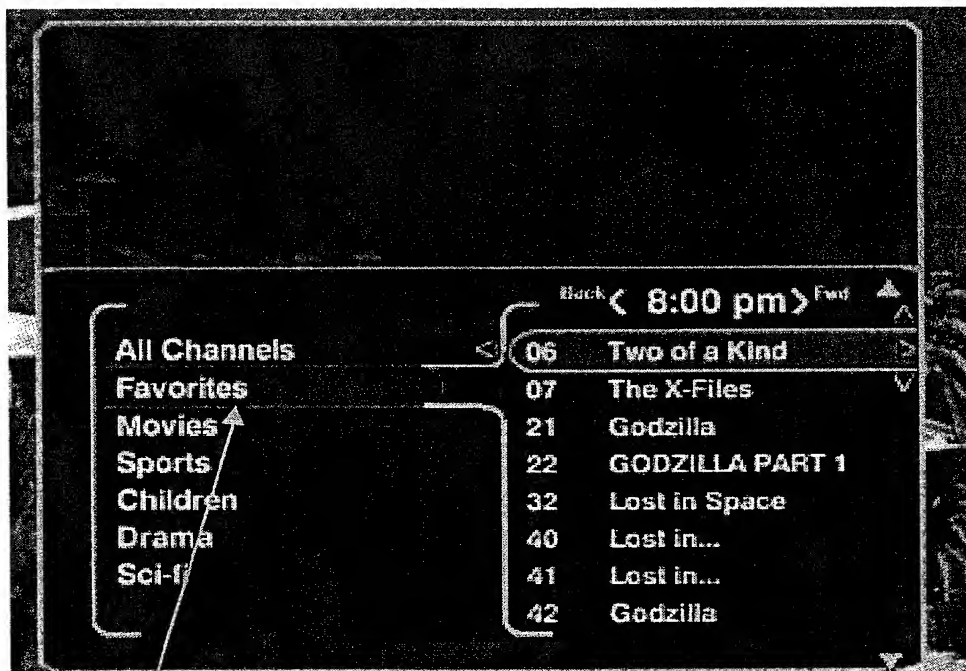 Back < 8:00 pm > Fwd
All Channels
Favorites
Movies
Sports
Children
Drama
Sci-fi
06 Two of a Kind
07 The X-Files
21 Godzilla
22 GODZILLA PART 1
32 Lost in Space
40 Lost in...
41 Lost in...
42 Godzilla